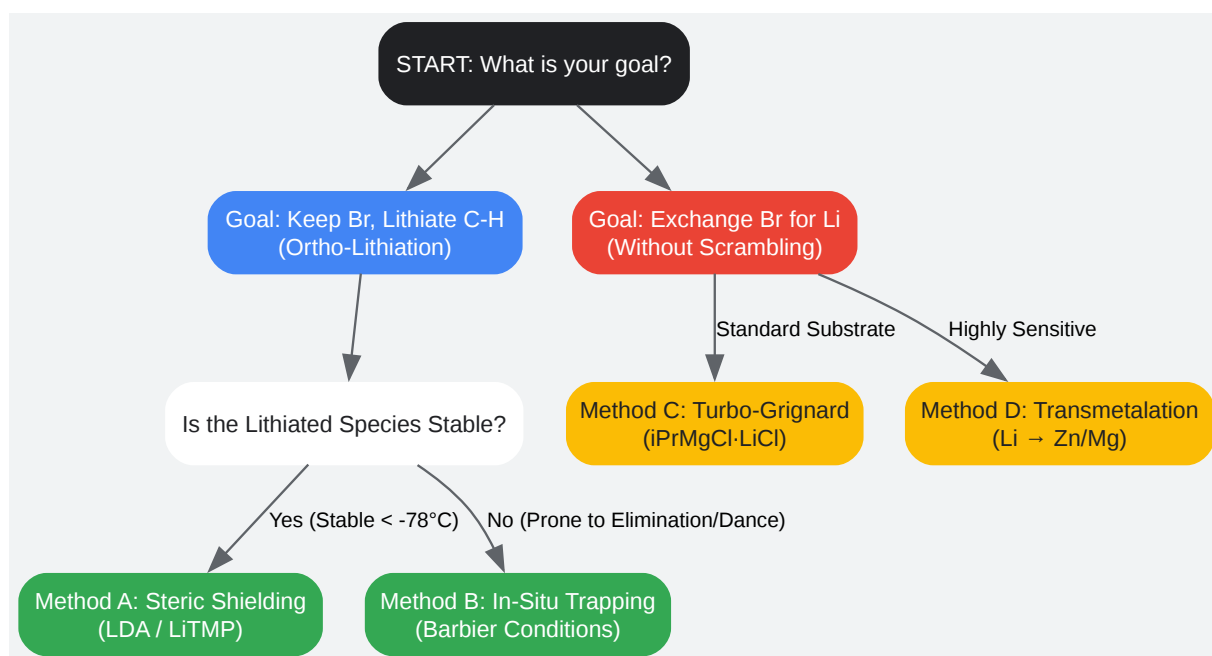 START: What is your goal?
Goal: Keep Br, Lithiate C-H
(Ortho-Lithiation)
Goal: Exchange Br for Li
(Without Scrambling)
Standard Substrate
Highly Sensitive
Is the Lithiated Species Stable?
Method C: Turbo-Grignard
(iPrMgCl·LiCl)
Method D: Transmetalation
(Li → Zn/Mg)
Yes (Stable < -78°C)
No (Prone to Elimination/Dance)
Method A: Steric Shielding
(LDA / LiTMP)
Method B: In-Situ Trapping
(Barbier Conditions)